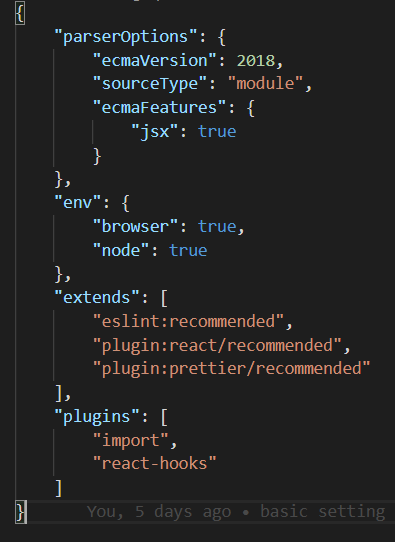 {
    "parserOptions": {
        "ecmaVersion": 2018,
        "sourceType": "module",
        "ecmaFeatures": {
            "jsx": true
        }
    },
    "env": {
        "browser": true,
        "node": true
    },
    "extends": [
        "eslint:recommended",
        "plugin:react/recommended",
        "plugin:prettier/recommended"
    ],
    "plugins": [
        "import",
        "react-hooks"
    ]
}      You, 5 days ago • basic setting